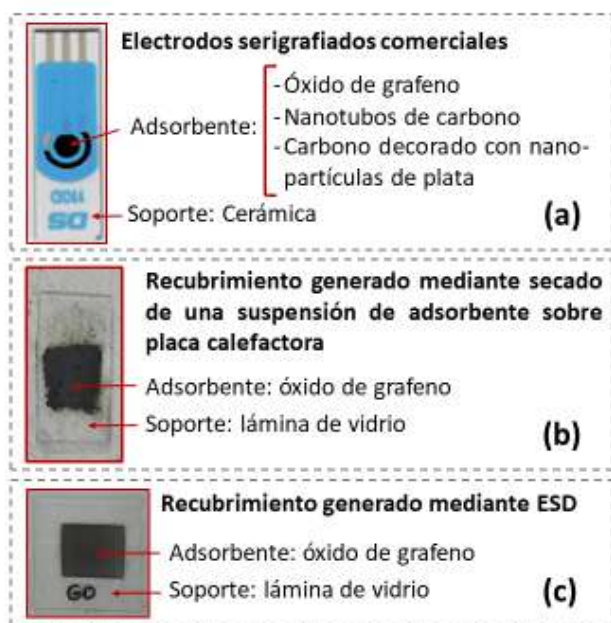 Electrodos serigrafiados comerciales
Adsorbente:
-Óxido de grafeno
-Nanotubos de carbono
-Carbono decorado con nano-
partículas de plata
1100
DS
Soporte: Cerámica
(a)
Recubrimiento generado mediante secado
de una suspensión de adsorbente sobre
placa calefactora
Adsorbente: óxido de grafeno
Soporte: lámina de vidrio
(b)
Recubrimiento generado mediante ESD
Adsorbente: óxido de grafeno
GO
Soporte: lámina de vidrio
(c)